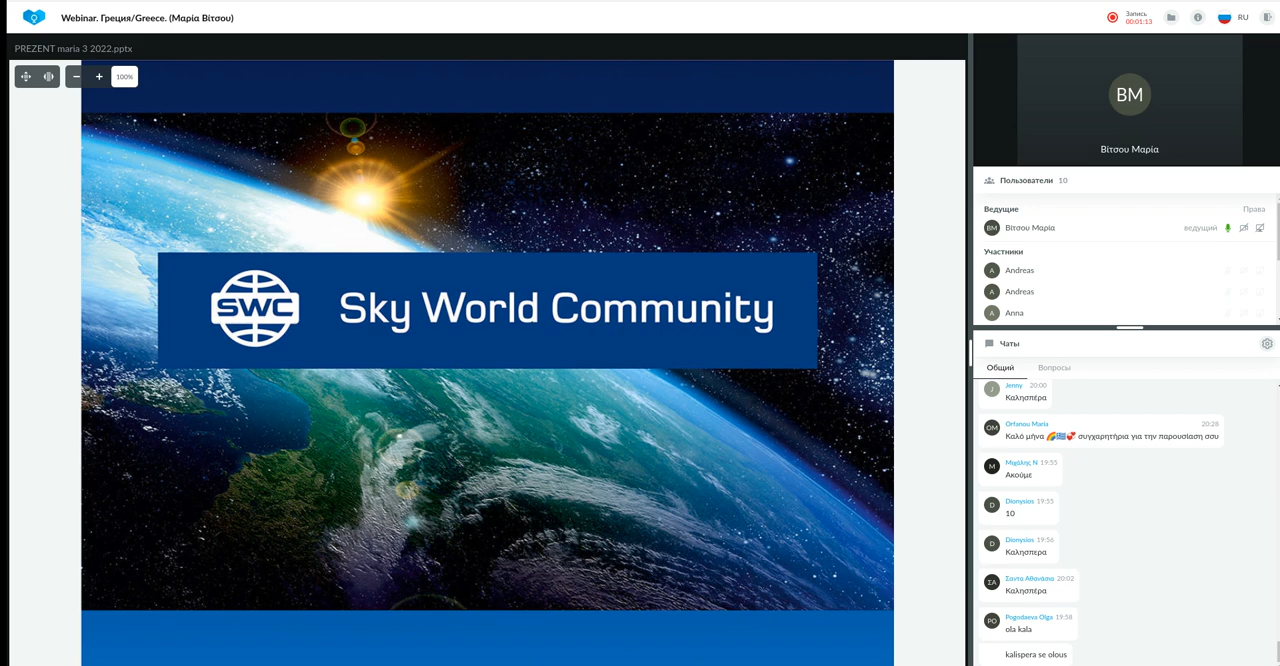 Webinar. Греция/Greece. (Μαρία Βίτσου)
Запись
00:01:13
RU
PREZENT maria 3 2022.pptx
100%
SWC
Sky World Community
BM
Βίτσου Μαρία
Пользователи 10
Ведущие
Права
BM
Βίτσου Μαρία
ведущий
Участники
A
Andreas
A
Andreas
A
Anna
Чаты
Общий
Вопросы
J
Jenny 20:00
Καλησπέρα
OM
Orfanou Maria 20:28
Καλό μήνα 🌈🇬🇷💞 συγχαρητήρια για την παρουσίαση σου
M
Μιχάλης Ν 19:55
Ακούμε
D
Dionysios 19:55
10
D
Dionysios 19:56
Καλησπερα
ΣΑ
Σαντα Αθανάσια 20:02
Καλησπέρα
PO
Pogodaeva Olga 19:58
ola kala
kalispera se olous